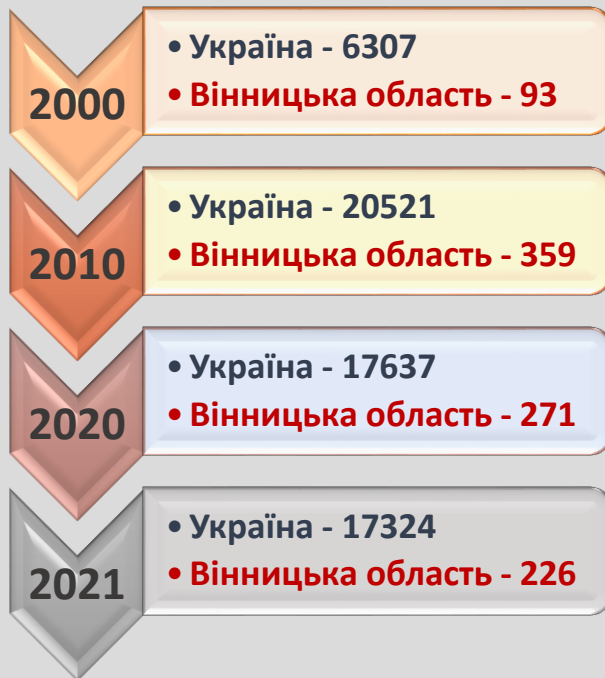 2000
• Україна - 6307
• Вінницька область - 93
2010
• Україна - 20521
• Вінницька область - 359
2020
• Україна - 17637
• Вінницька область - 271
2021
• Україна - 17324
• Вінницька область - 226